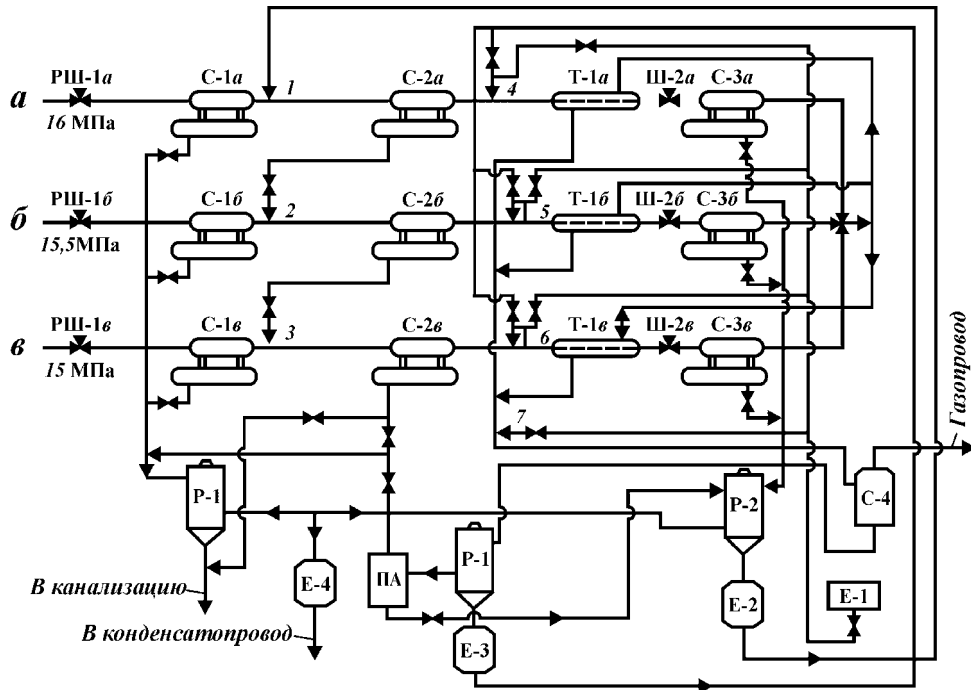 РШ-1а
С-1а
1
С-2а
4
Т-1а
Ш-2а
С-3а
а
16 МПа
РШ-1б
С-1б
2
С-2б
5
Т-1б
Ш-2б
С-3б
б
15,5МПа
РШ-1в
С-1в
3
С-2в
6
Т-1в
Ш-2в
С-3в
в
15 МПа
7
Газопровод
Р-1
Р-2
С-4
Р-1
ПА
Е-4
Е-2
Е-1
В канализацию
В конденсатопровод
Е-3